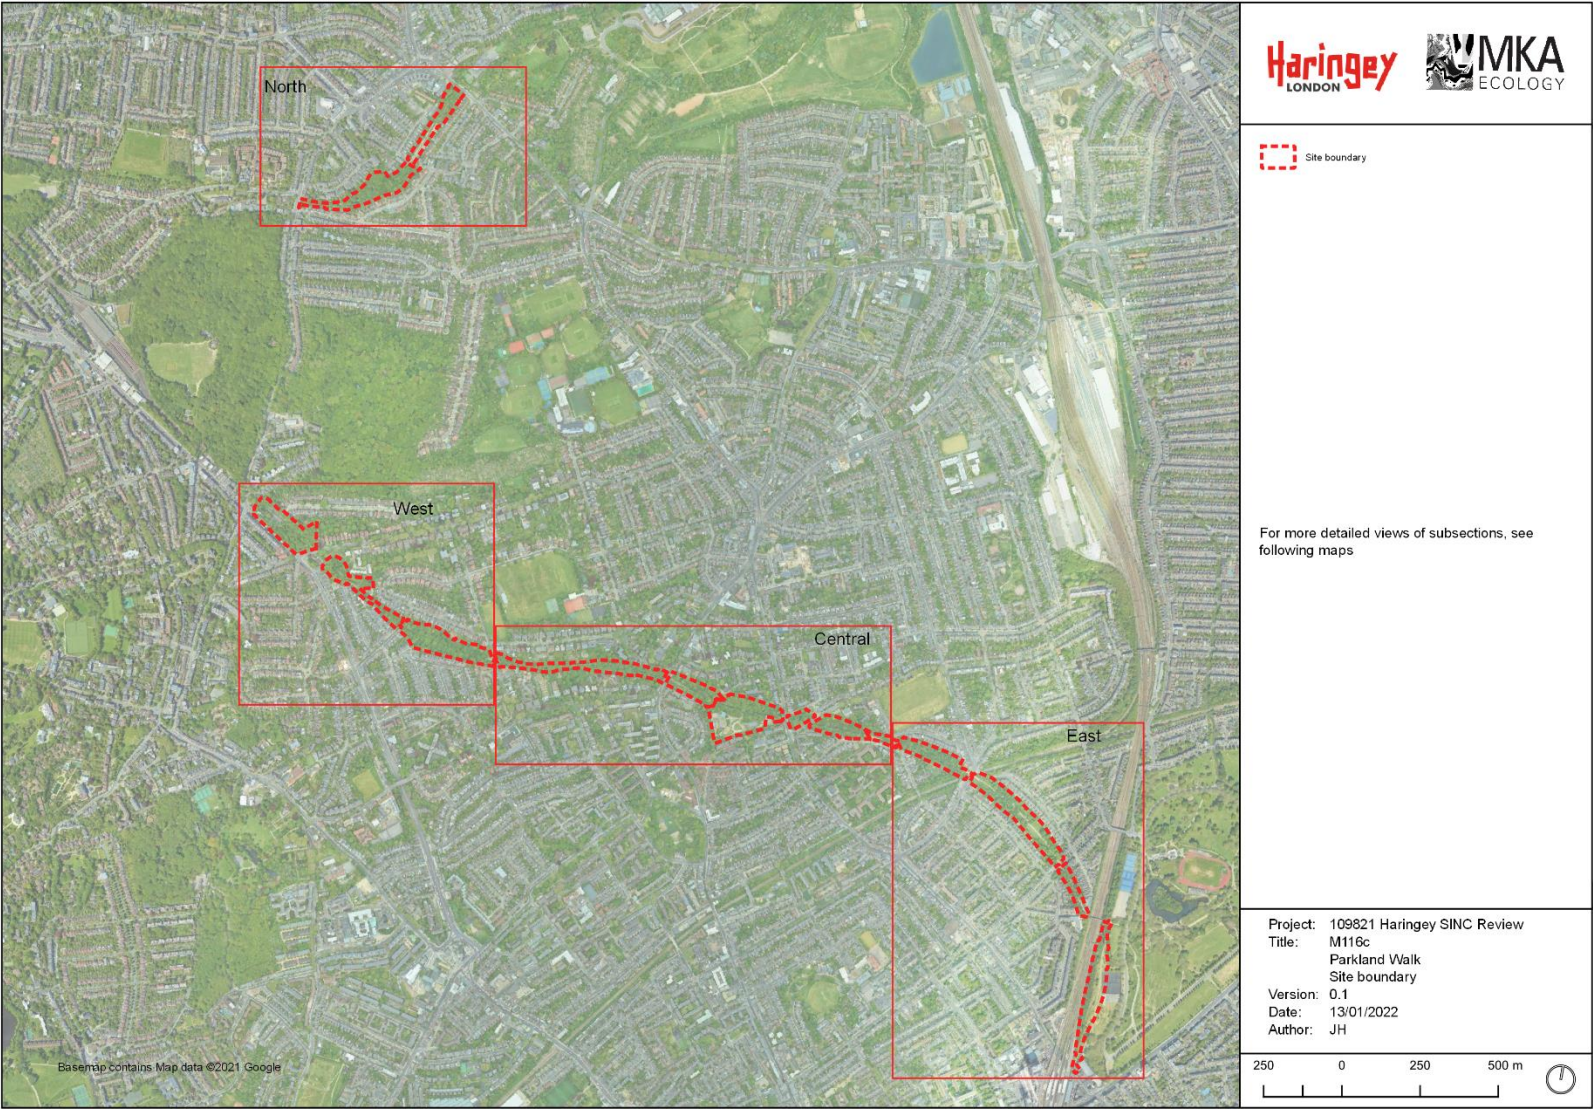 North
West
Central
East
Basemap contains Map data ©2021 Google
Haringey
LONDON
MKA
ECOLOGY
Site boundary
For more detailed views of subsections, see
following maps
Project: 109821 Haringey SINC Review
Title: M116c
Parkland Walk
Site boundary
Version: 0.1
Date: 13/01/2022
Author: JH
250 0 250 500 m